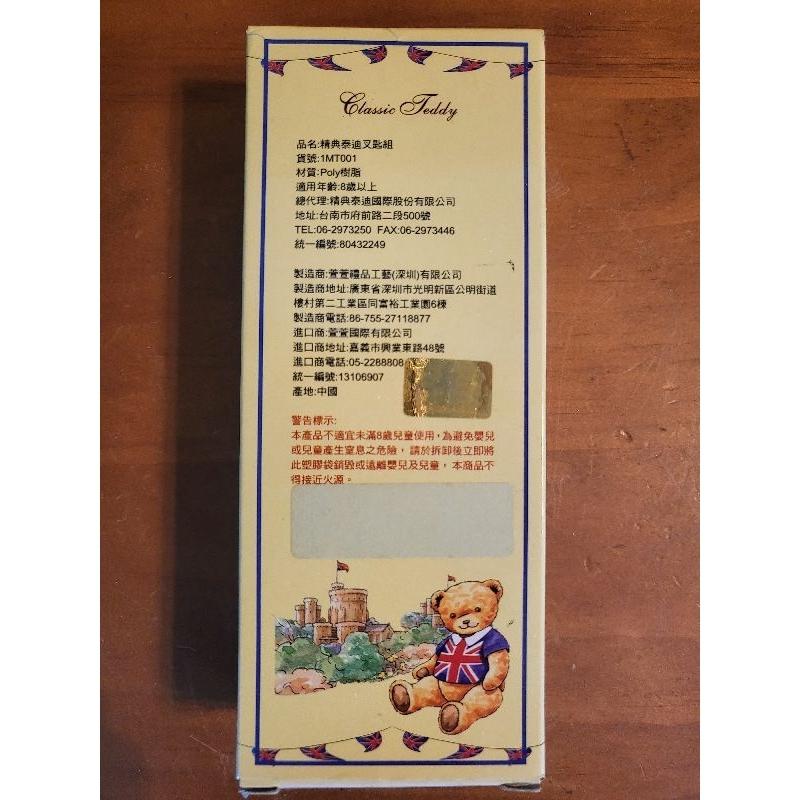 Classic Teddy
品名:精典泰迪叉匙組
貨號:1MT001
材質:Poly樹脂
適用年齡:8歲以上
總代理:精典泰迪國際股份有限公司
地址:台南市府前路二段500號
TEL:06-2973250 FAX:06-2973446
統一編號:80432249
製造商:萱萱禮品工藝(深圳)有限公司
製造商地址:廣東省深圳市光明新區公明街道
樓村第二工業區同富裕工業園6棟
製造商電話:86-755-27118877
進口商:萱萱國際有限公司
進口商地址:嘉義市興業東路48號
進口商電話:05-2288808
統一編號:13106907
產地:中國
警告標示:
本產品不適宜未滿8歲兒童使用,為避免嬰兒
或兒童產生窒息之危險，請於拆卸後立即將
此塑膠袋銷毀或遠離嬰兒及兒童，本商品不
得接近火源。